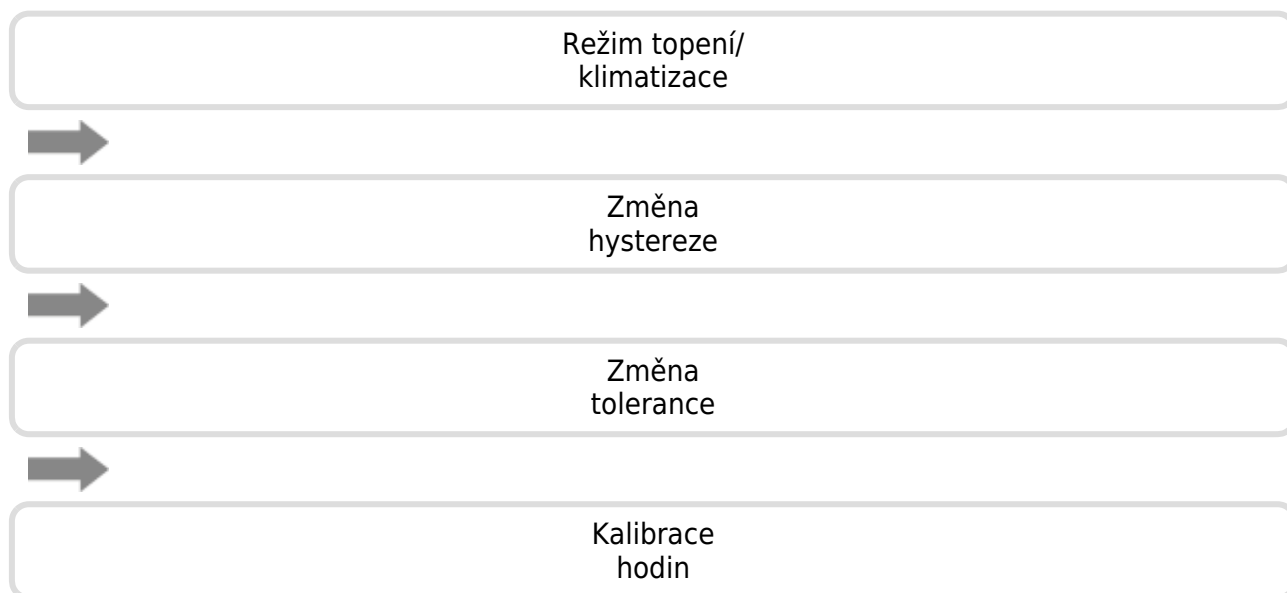 Režim topení/
klimatizace
Změna
hystereze
Změna
tolerance
Kalibrace
hodin